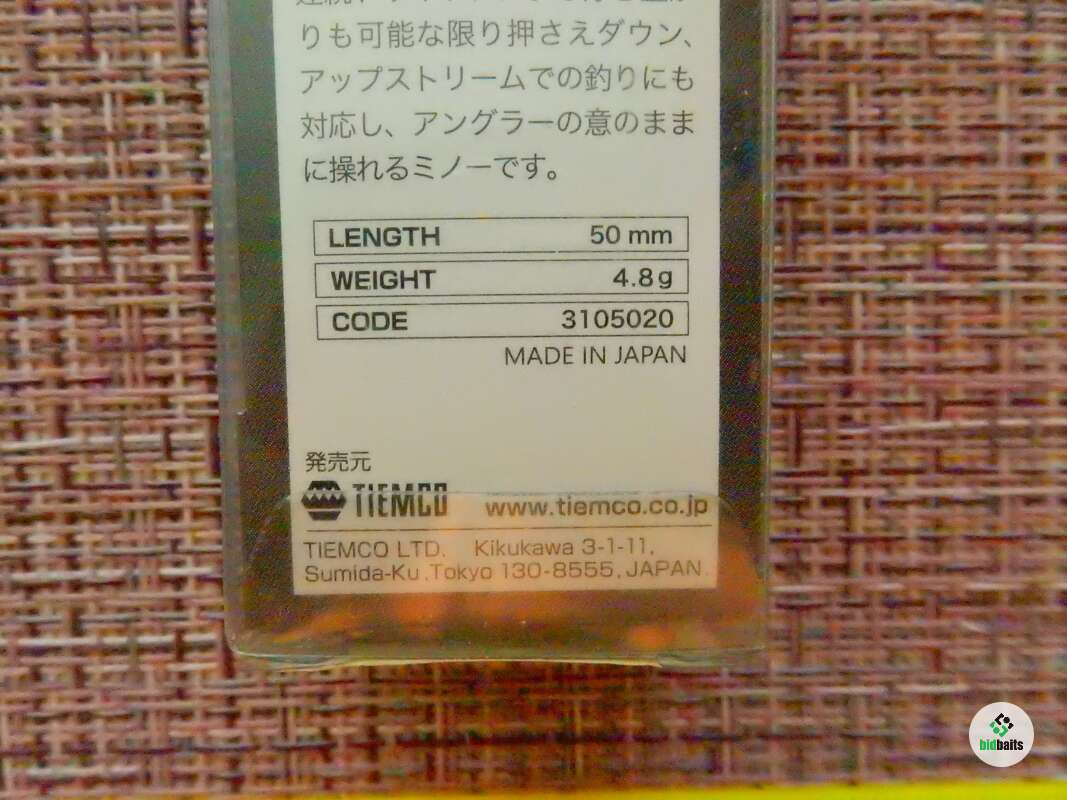 りも可能な限り押さえダウン、
アップストリームでの釣りにも
対応し、アングラーの意のまま
に操れるミノーです。
LENGTH 50 mm
WEIGHT 4.8g
CODE 3105020
MADE IN JAPAN
発売元
TIEMCO www.tiemco.co.jp
TIEMCO LTD. Kikukawa 3-1-11,
Sumida-Ku,Tokyo 130-8555,JAPAN.
bidbaits